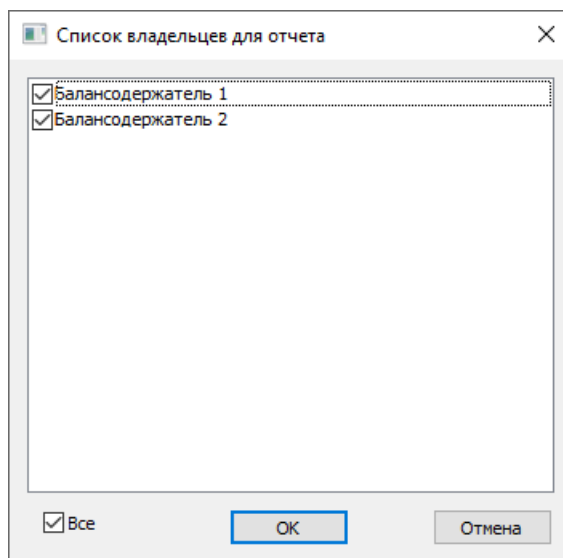 Список владельцев для отчета
Балансодержатель 1
Балансодержатель 2
Все
OK
Отмена